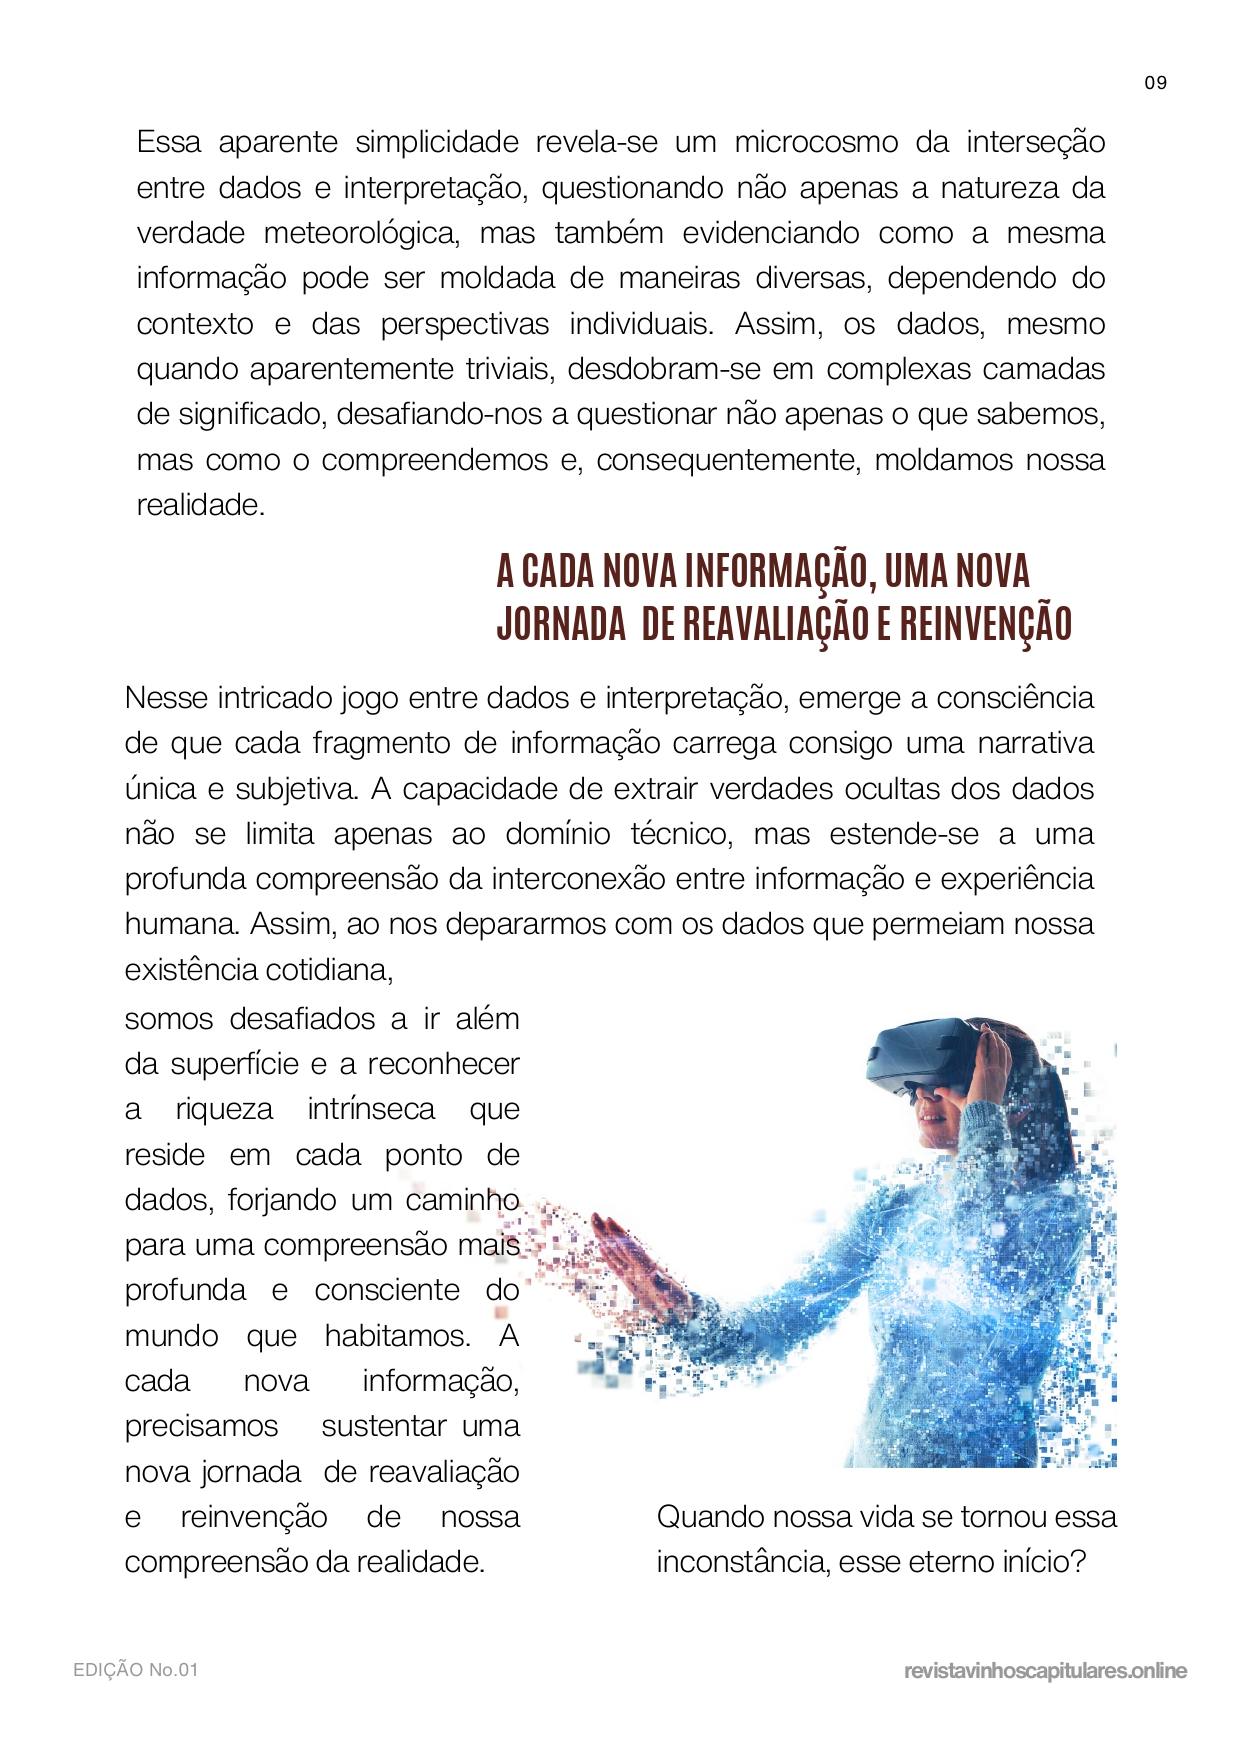 09
Essa aparente simplicidade revela-se um microcosmo da interseção
entre dados e interpretação, questionando não apenas a natureza da
verdade meteorológica, mas também evidenciando como a mesma
informação pode ser moldada de maneiras diversas, dependendo do
contexto e das perspectivas individuais. Assim, os dados, mesmo
quando aparentemente triviais, desdobram-se em complexas camadas
de significado, desafiando-nos a questionar não apenas o que sabemos,
mas como o compreendemos e, consequentemente, moldamos nossa
realidade.
A CADA NOVA INFORMAÇÃO, UMA NOVA
JORNADA DE REAVALIAÇÃO E REINVENÇÃO
Nesse intricado jogo entre dados e interpretação, emerge a consciência
de que cada fragmento de informação carrega consigo uma narrativa
única e subjetiva. A capacidade de extrair verdades ocultas dos dados
não se limita apenas ao domínio técnico, mas estende-se a uma
profunda compreensão da interconexão entre informação e experiência
humana. Assim, ao nos depararmos com os dados que permeiam nossa
existência cotidiana,
somos desafiados a ir além
da superfície e a reconhecer
a riqueza intrínseca que
reside em cada ponto de
dados, forjando um caminho
para uma compreensão mais
profunda e consciente do
mundo que habitamos. A
cada nova informação,
precisamos sustentar uma
nova jornada de reavaliação
e reinvenção de nossa
compreensão da realidade.
Quando nossa vida se tornou essa
inconstância, esse eterno início?
EDIÇÃO No.01
revistavinhoscapitulares.online